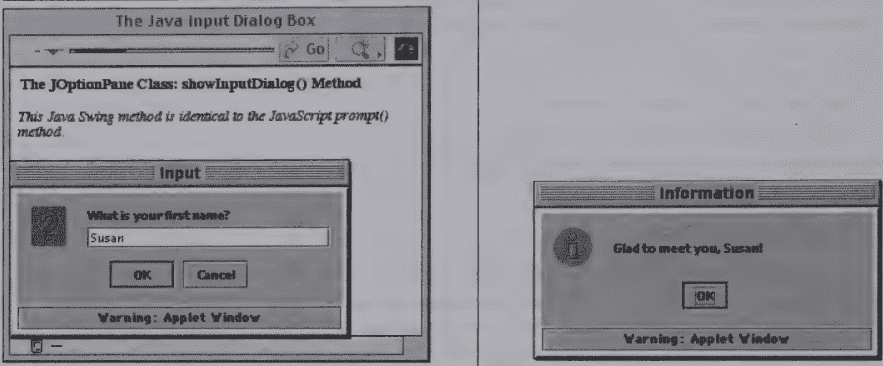 The Java Input Dialog Box
Go
The JOptionPane Class: showInputDialog() Method
This Java Swing method is identical to the JavaScript prompt()
method.
Input
What is your first name?
Susan
OK Cancel
Warning: Applet Window
Information
Glad to meet you, Susan!
OK
Warning: Applet Window